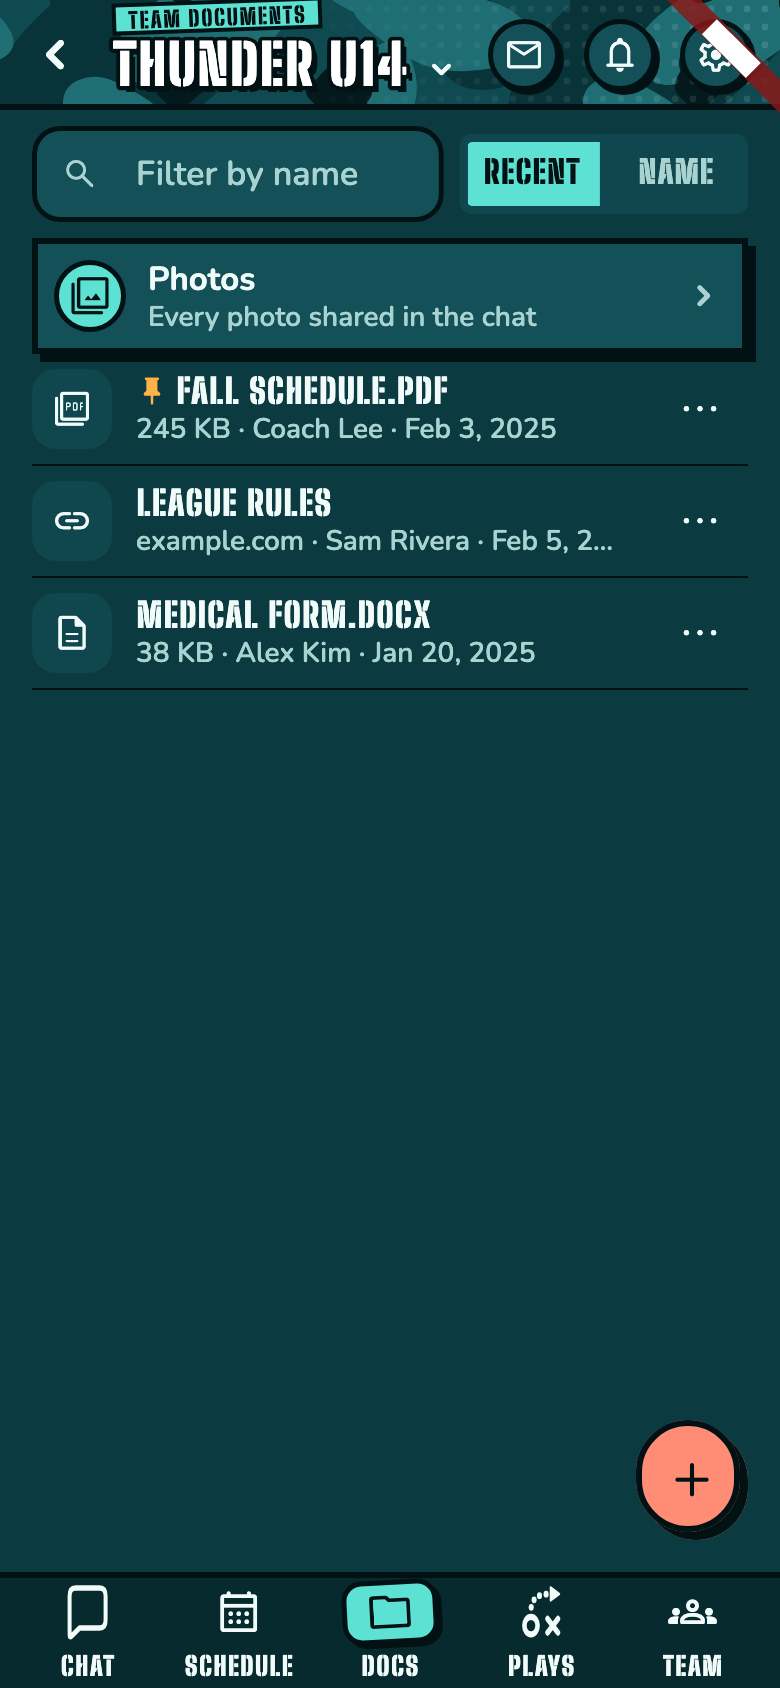 TEAM DOCUMENTS
THUNDER U14
Filter by name
RECENT
NAME
Photos
Every photo shared in the chat
PDF
FALL SCHEDULE.PDF
245 KB · Coach Lee · Feb 3, 2025
LEAGUE RULES
example.com · Sam Rivera · Feb 5, 2...
MEDICAL FORM.DOCX
38 KB · Alex Kim · Jan 20, 2025
CHAT
SCHEDULE
DOCS
PLAYS
TEAM